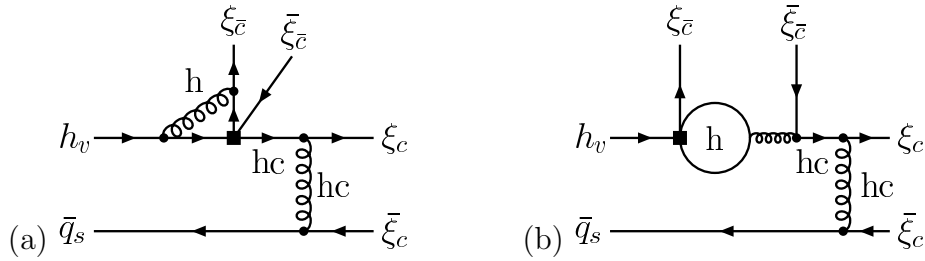 ξ_c̄ ξ̄_c̄
h
h_v ξ_c
hc
hc
(a) q̄_s ξ̄_c
ξ_c̄ ξ̄_c̄
h_v h ξ_c
hc
hc
(b) q̄_s ξ̄_c